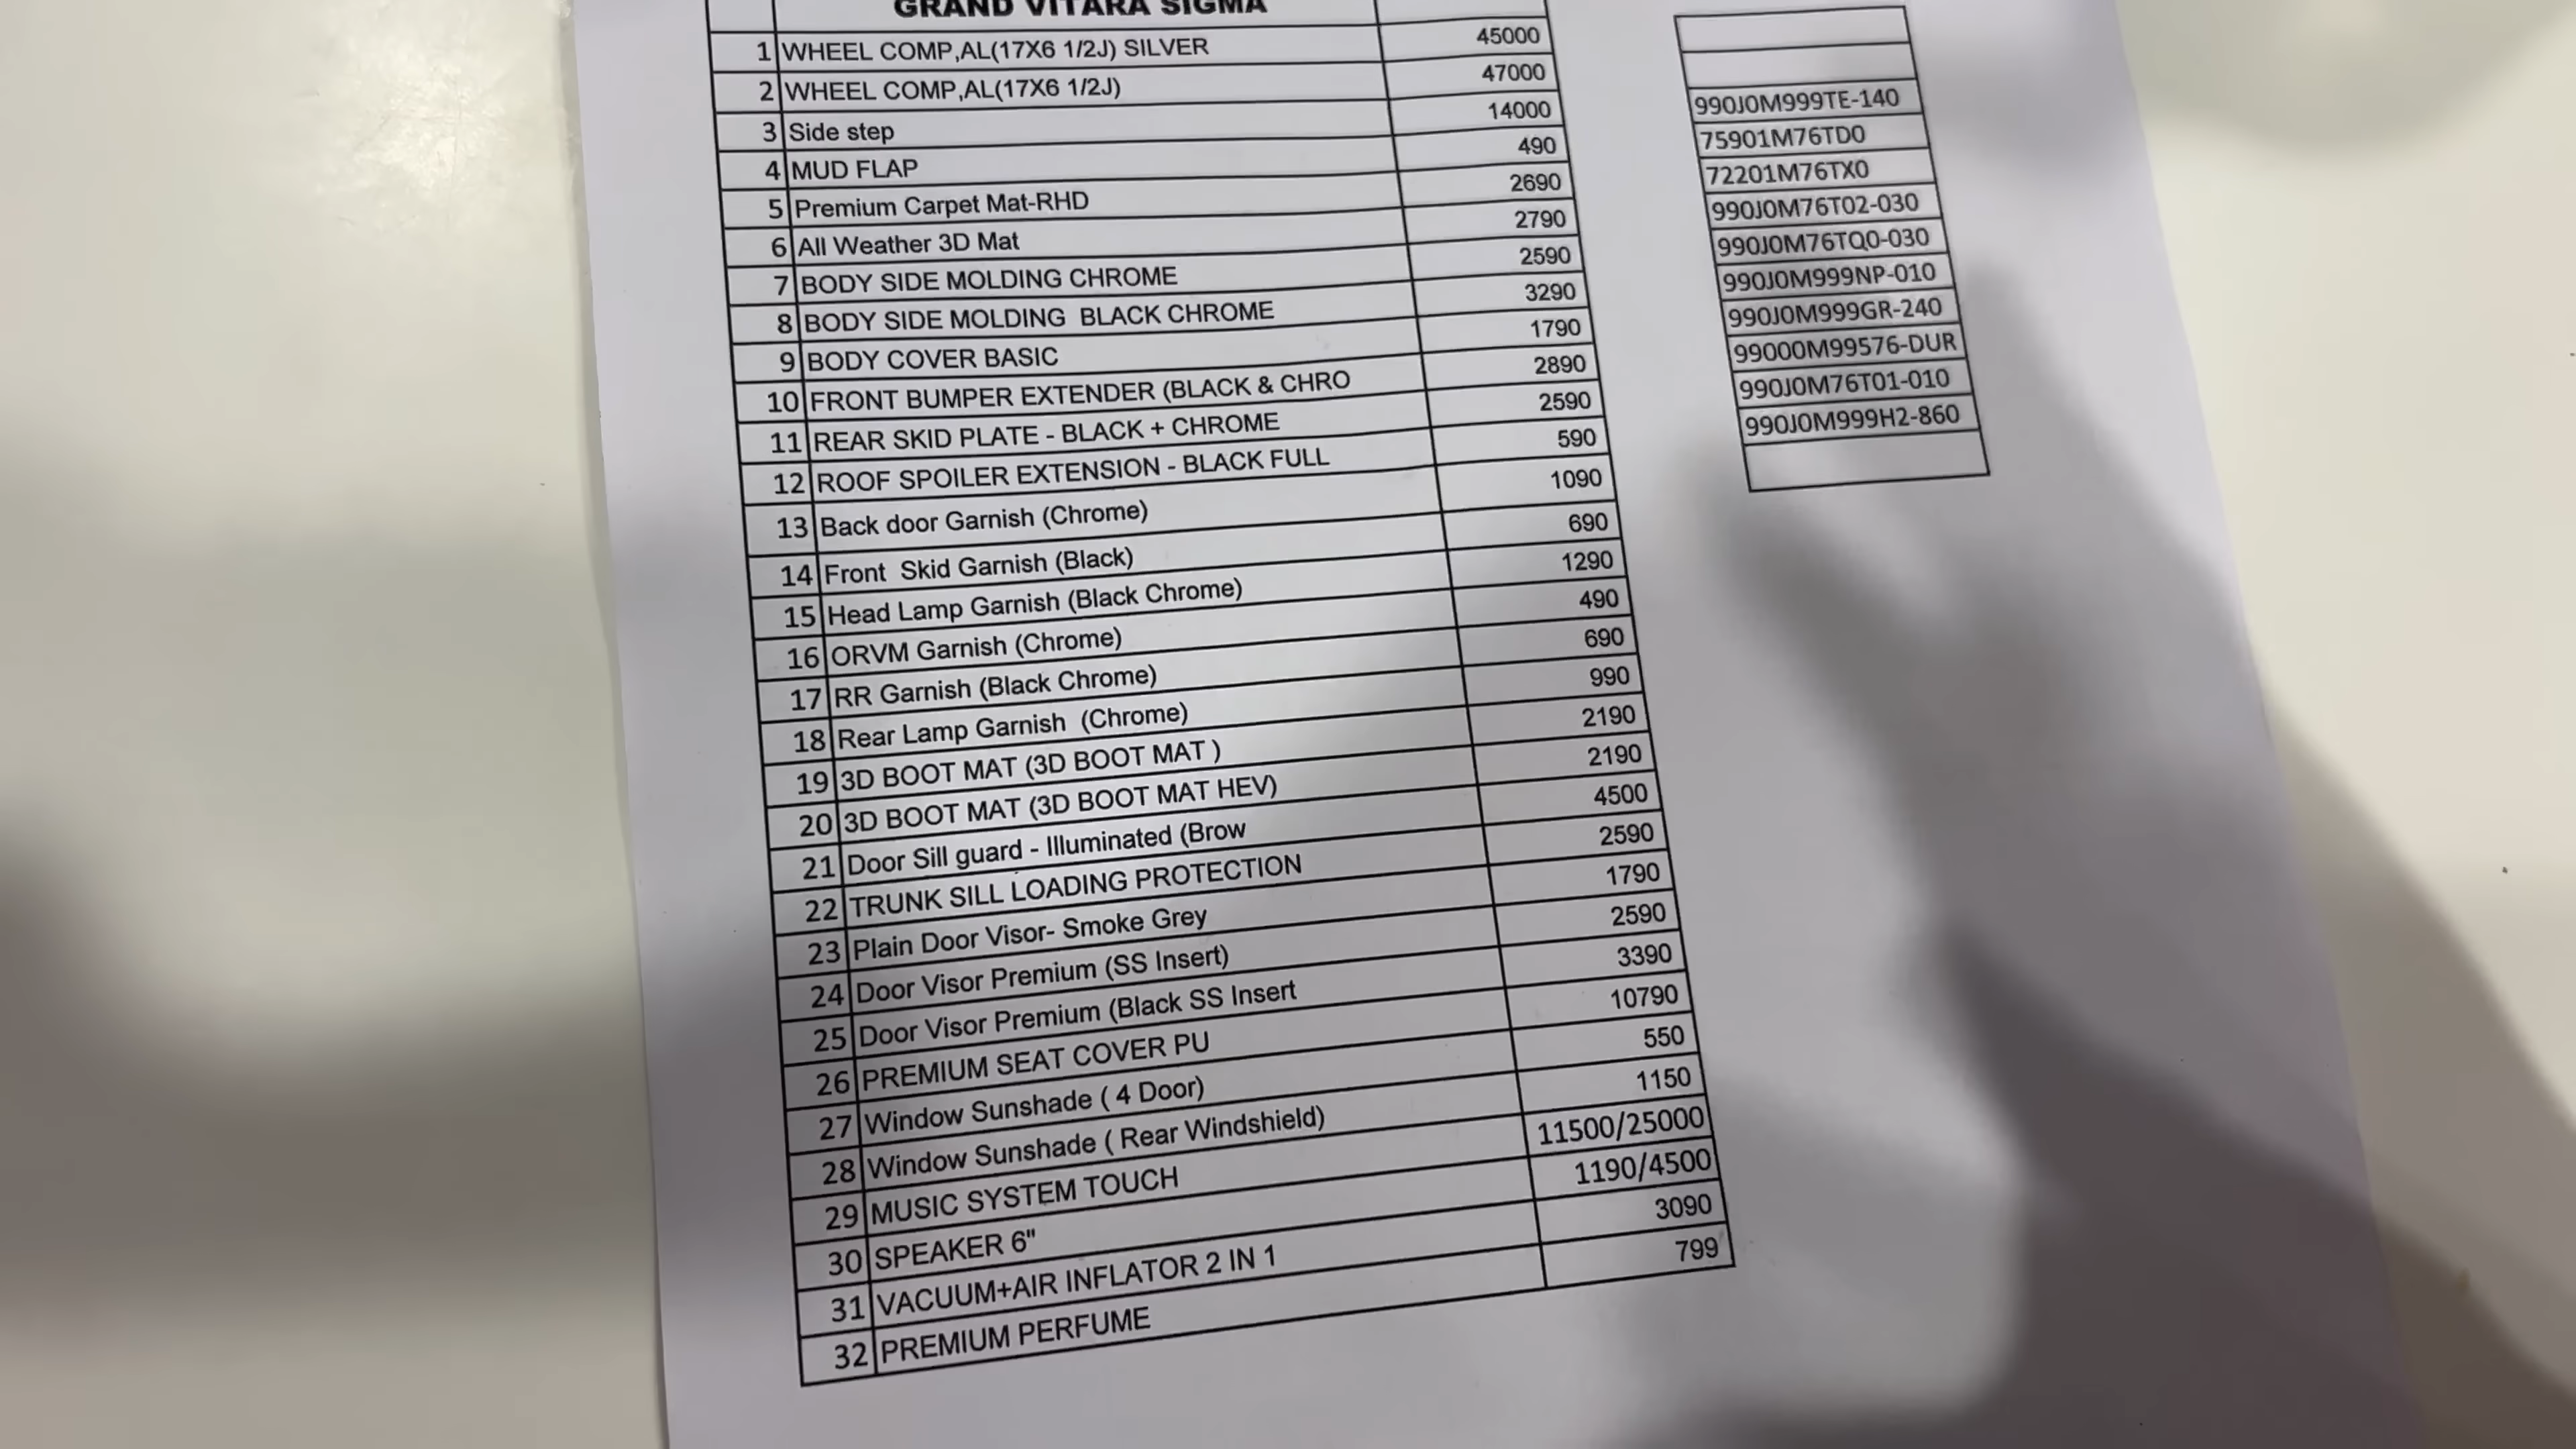 GRAND VITARA SIGMA
1 WHEEL COMP,AL(17X6 1/2J) SILVER 45000
2 WHEEL COMP,AL(17X6 1/2J) 47000
3 Side step 14000
4 MUD FLAP 490
5 Premium Carpet Mat-RHD 2690
6 All Weather 3D Mat 2790
7 BODY SIDE MOLDING CHROME 2590
8 BODY SIDE MOLDING BLACK CHROME 3290
9 BODY COVER BASIC 1790
10 FRONT BUMPER EXTENDER (BLACK & CHRO 2890
11 REAR SKID PLATE - BLACK + CHROME 2590
12 ROOF SPOILER EXTENSION - BLACK FULL 590
13 Back door Garnish (Chrome) 1090
14 Front Skid Garnish (Black) 690
15 Head Lamp Garnish (Black Chrome) 1290
16 ORVM Garnish (Chrome) 490
17 RR Garnish (Black Chrome) 690
18 Rear Lamp Garnish (Chrome) 990
19 3D BOOT MAT (3D BOOT MAT ) 2190
20 3D BOOT MAT (3D BOOT MAT HEV) 2190
21 Door Sill guard - Illuminated (Brow 4500
22 TRUNK SILL LOADING PROTECTION 2590
23 Plain Door Visor- Smoke Grey 1790
24 Door Visor Premium (SS Insert) 2590
25 Door Visor Premium (Black SS Insert 3390
26 PREMIUM SEAT COVER PU 10790
27 Window Sunshade ( 4 Door) 550
28 Window Sunshade ( Rear Windshield) 1150
29 MUSIC SYSTEM TOUCH 11500/25000
30 SPEAKER 6" 1190/4500
31 VACUUM+AIR INFLATOR 2 IN 1 3090
32 PREMIUM PERFUME 799
990J0M999TE-140
75901M76TD0
72201M76TX0
990J0M76T02-030
990J0M76TQ0-030
990J0M999NP-010
990J0M999GR-240
99000M99576-DUR
990J0M76T01-010
990J0M999H2-860